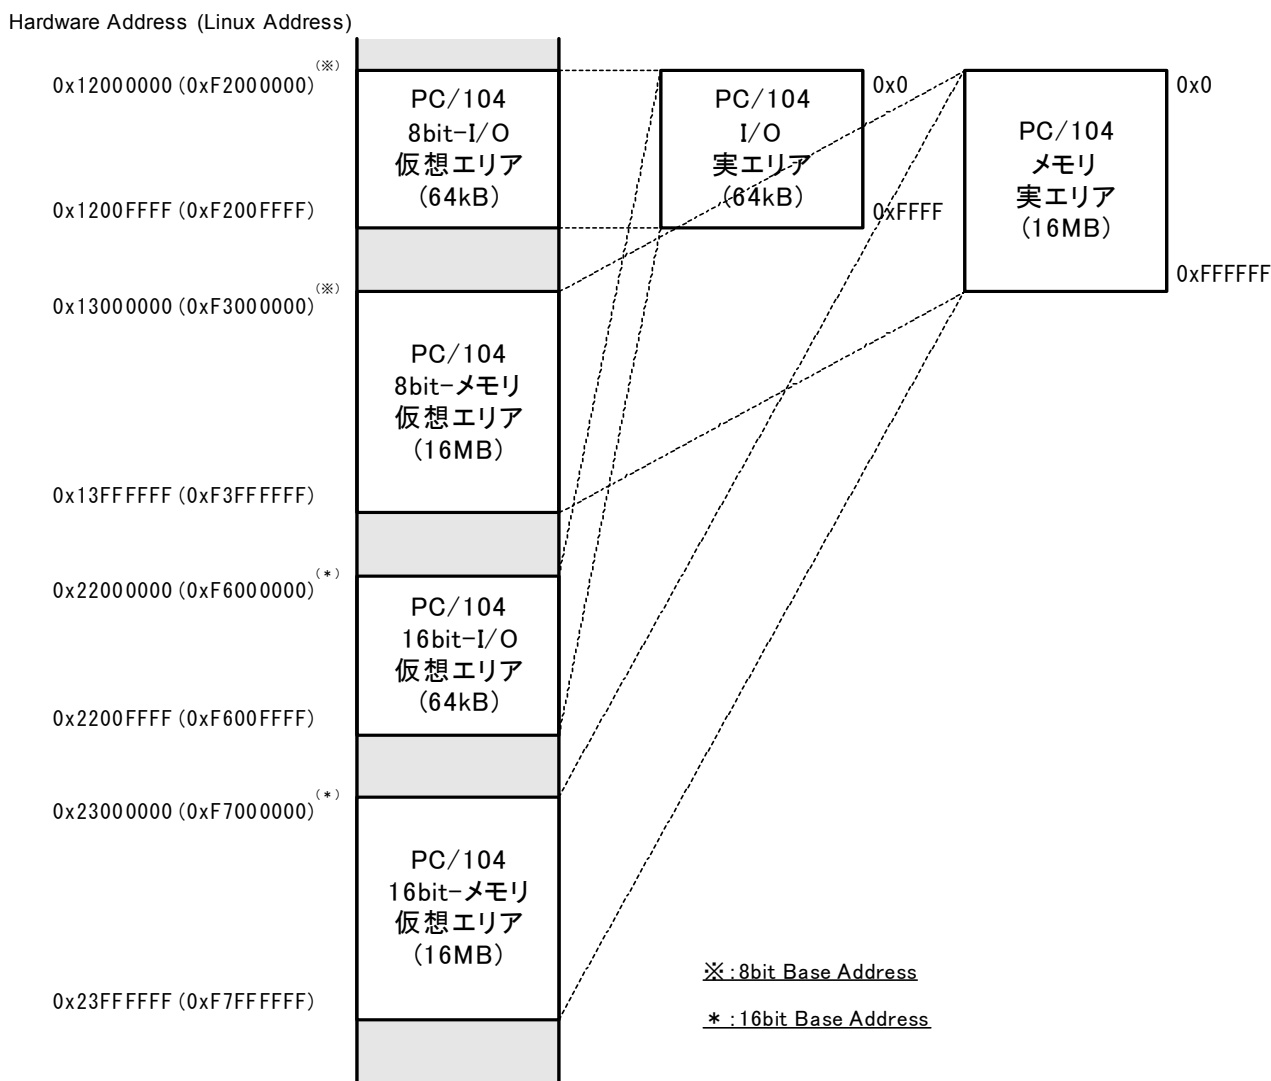 Hardware Address (Linux Address)
0x12000000 (0xF2000000)(※)
PC/104
8bit-I/O
仮想エリア
(64kB)
0x1200FFFF (0xF200FFFF)
PC/104
I/O
実エリア
(64kB)
0x0
0xFFFF
PC/104
メモリ
実エリア
(16MB)
0x0
0xFFFFFF
0x13000000 (0xF3000000)(※)
PC/104
8bit-メモリ
仮想エリア
(16MB)
0x13FFFFFF (0xF3FFFFFF)
0x22000000 (0xF6000000)(*)
PC/104
16bit-I/O
仮想エリア
(64kB)
0x2200FFFF (0xF600FFFF)
0x23000000 (0xF7000000)(*)
PC/104
16bit-メモリ
仮想エリア
(16MB)
0x23FFFFFF (0xF7FFFFFF)
※:8bit Base Address
*:16bit Base Address